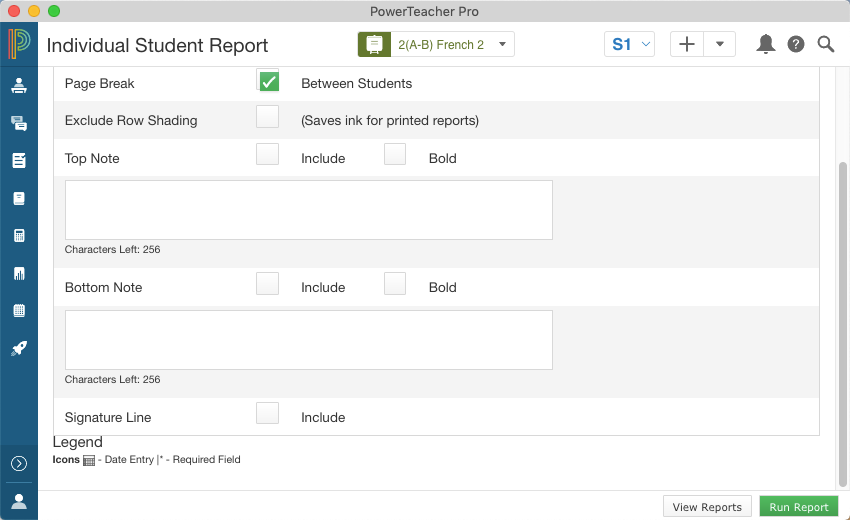 PowerTeacher Pro
Individual Student Report
2(A-B) French 2
S1
Page Break Between Students
Exclude Row Shading (Saves ink for printed reports)
Top Note Include Bold
Characters Left: 256
Bottom Note Include Bold
Characters Left: 256
Signature Line Include
Legend
Icons - Date Entry |* - Required Field
View Reports Run Report